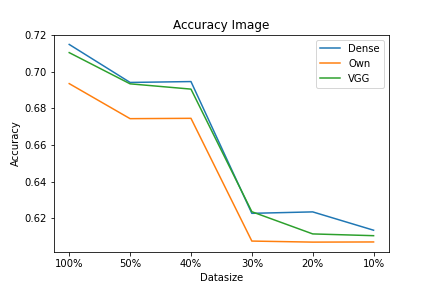 Accuracy Image
Accuracy
0.72
0.70
0.68
0.66
0.64
0.62
Dense
Own
VGG
100% 50% 40% 30% 20% 10%
Datasize